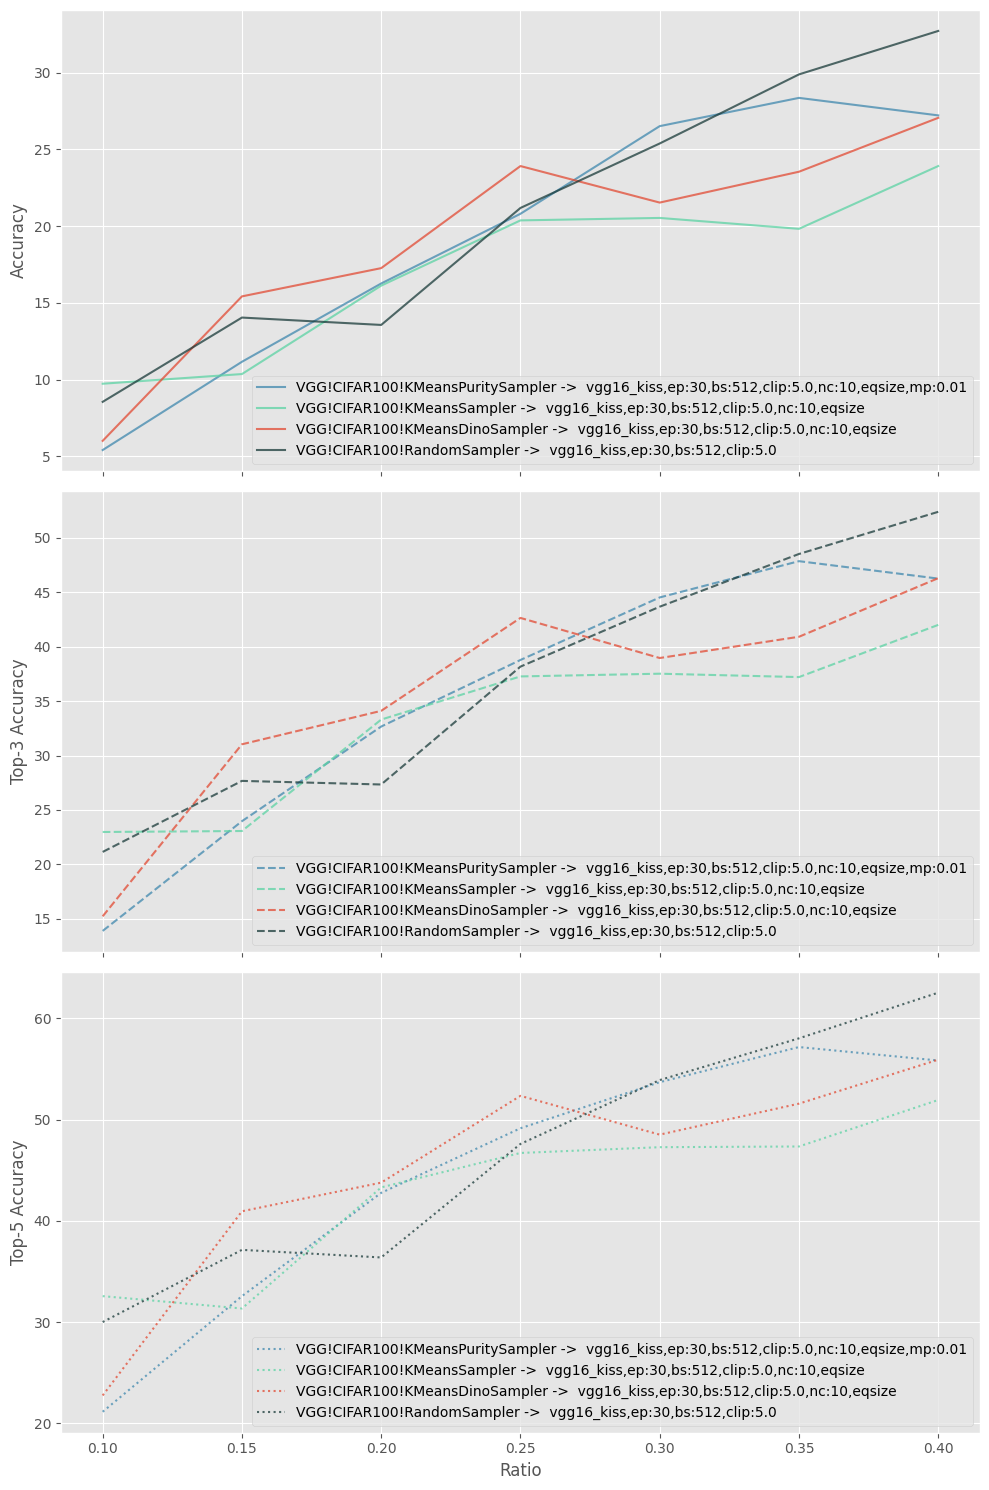 30
25
20
15
10
5
Accuracy
VGG!CIFAR100!KMeansPuritySampler ->  vgg16_kiss,ep:30,bs:512,clip:5.0,nc:10,eqsize,mp:0.01
VGG!CIFAR100!KMeansSampler ->  vgg16_kiss,ep:30,bs:512,clip:5.0,nc:10,eqsize
VGG!CIFAR100!KMeansDinoSampler ->  vgg16_kiss,ep:30,bs:512,clip:5.0,nc:10,eqsize
VGG!CIFAR100!RandomSampler ->  vgg16_kiss,ep:30,bs:512,clip:5.0
50
45
40
35
30
25
20
15
Top-3 Accuracy
VGG!CIFAR100!KMeansPuritySampler ->  vgg16_kiss,ep:30,bs:512,clip:5.0,nc:10,eqsize,mp:0.01
VGG!CIFAR100!KMeansSampler ->  vgg16_kiss,ep:30,bs:512,clip:5.0,nc:10,eqsize
VGG!CIFAR100!KMeansDinoSampler ->  vgg16_kiss,ep:30,bs:512,clip:5.0,nc:10,eqsize
VGG!CIFAR100!RandomSampler ->  vgg16_kiss,ep:30,bs:512,clip:5.0
60
50
40
30
20
Top-5 Accuracy
VGG!CIFAR100!KMeansPuritySampler ->  vgg16_kiss,ep:30,bs:512,clip:5.0,nc:10,eqsize,mp:0.01
VGG!CIFAR100!KMeansSampler ->  vgg16_kiss,ep:30,bs:512,clip:5.0,nc:10,eqsize
VGG!CIFAR100!KMeansDinoSampler ->  vgg16_kiss,ep:30,bs:512,clip:5.0,nc:10,eqsize
VGG!CIFAR100!RandomSampler ->  vgg16_kiss,ep:30,bs:512,clip:5.0
0.10 0.15 0.20 0.25 0.30 0.35 0.40
Ratio